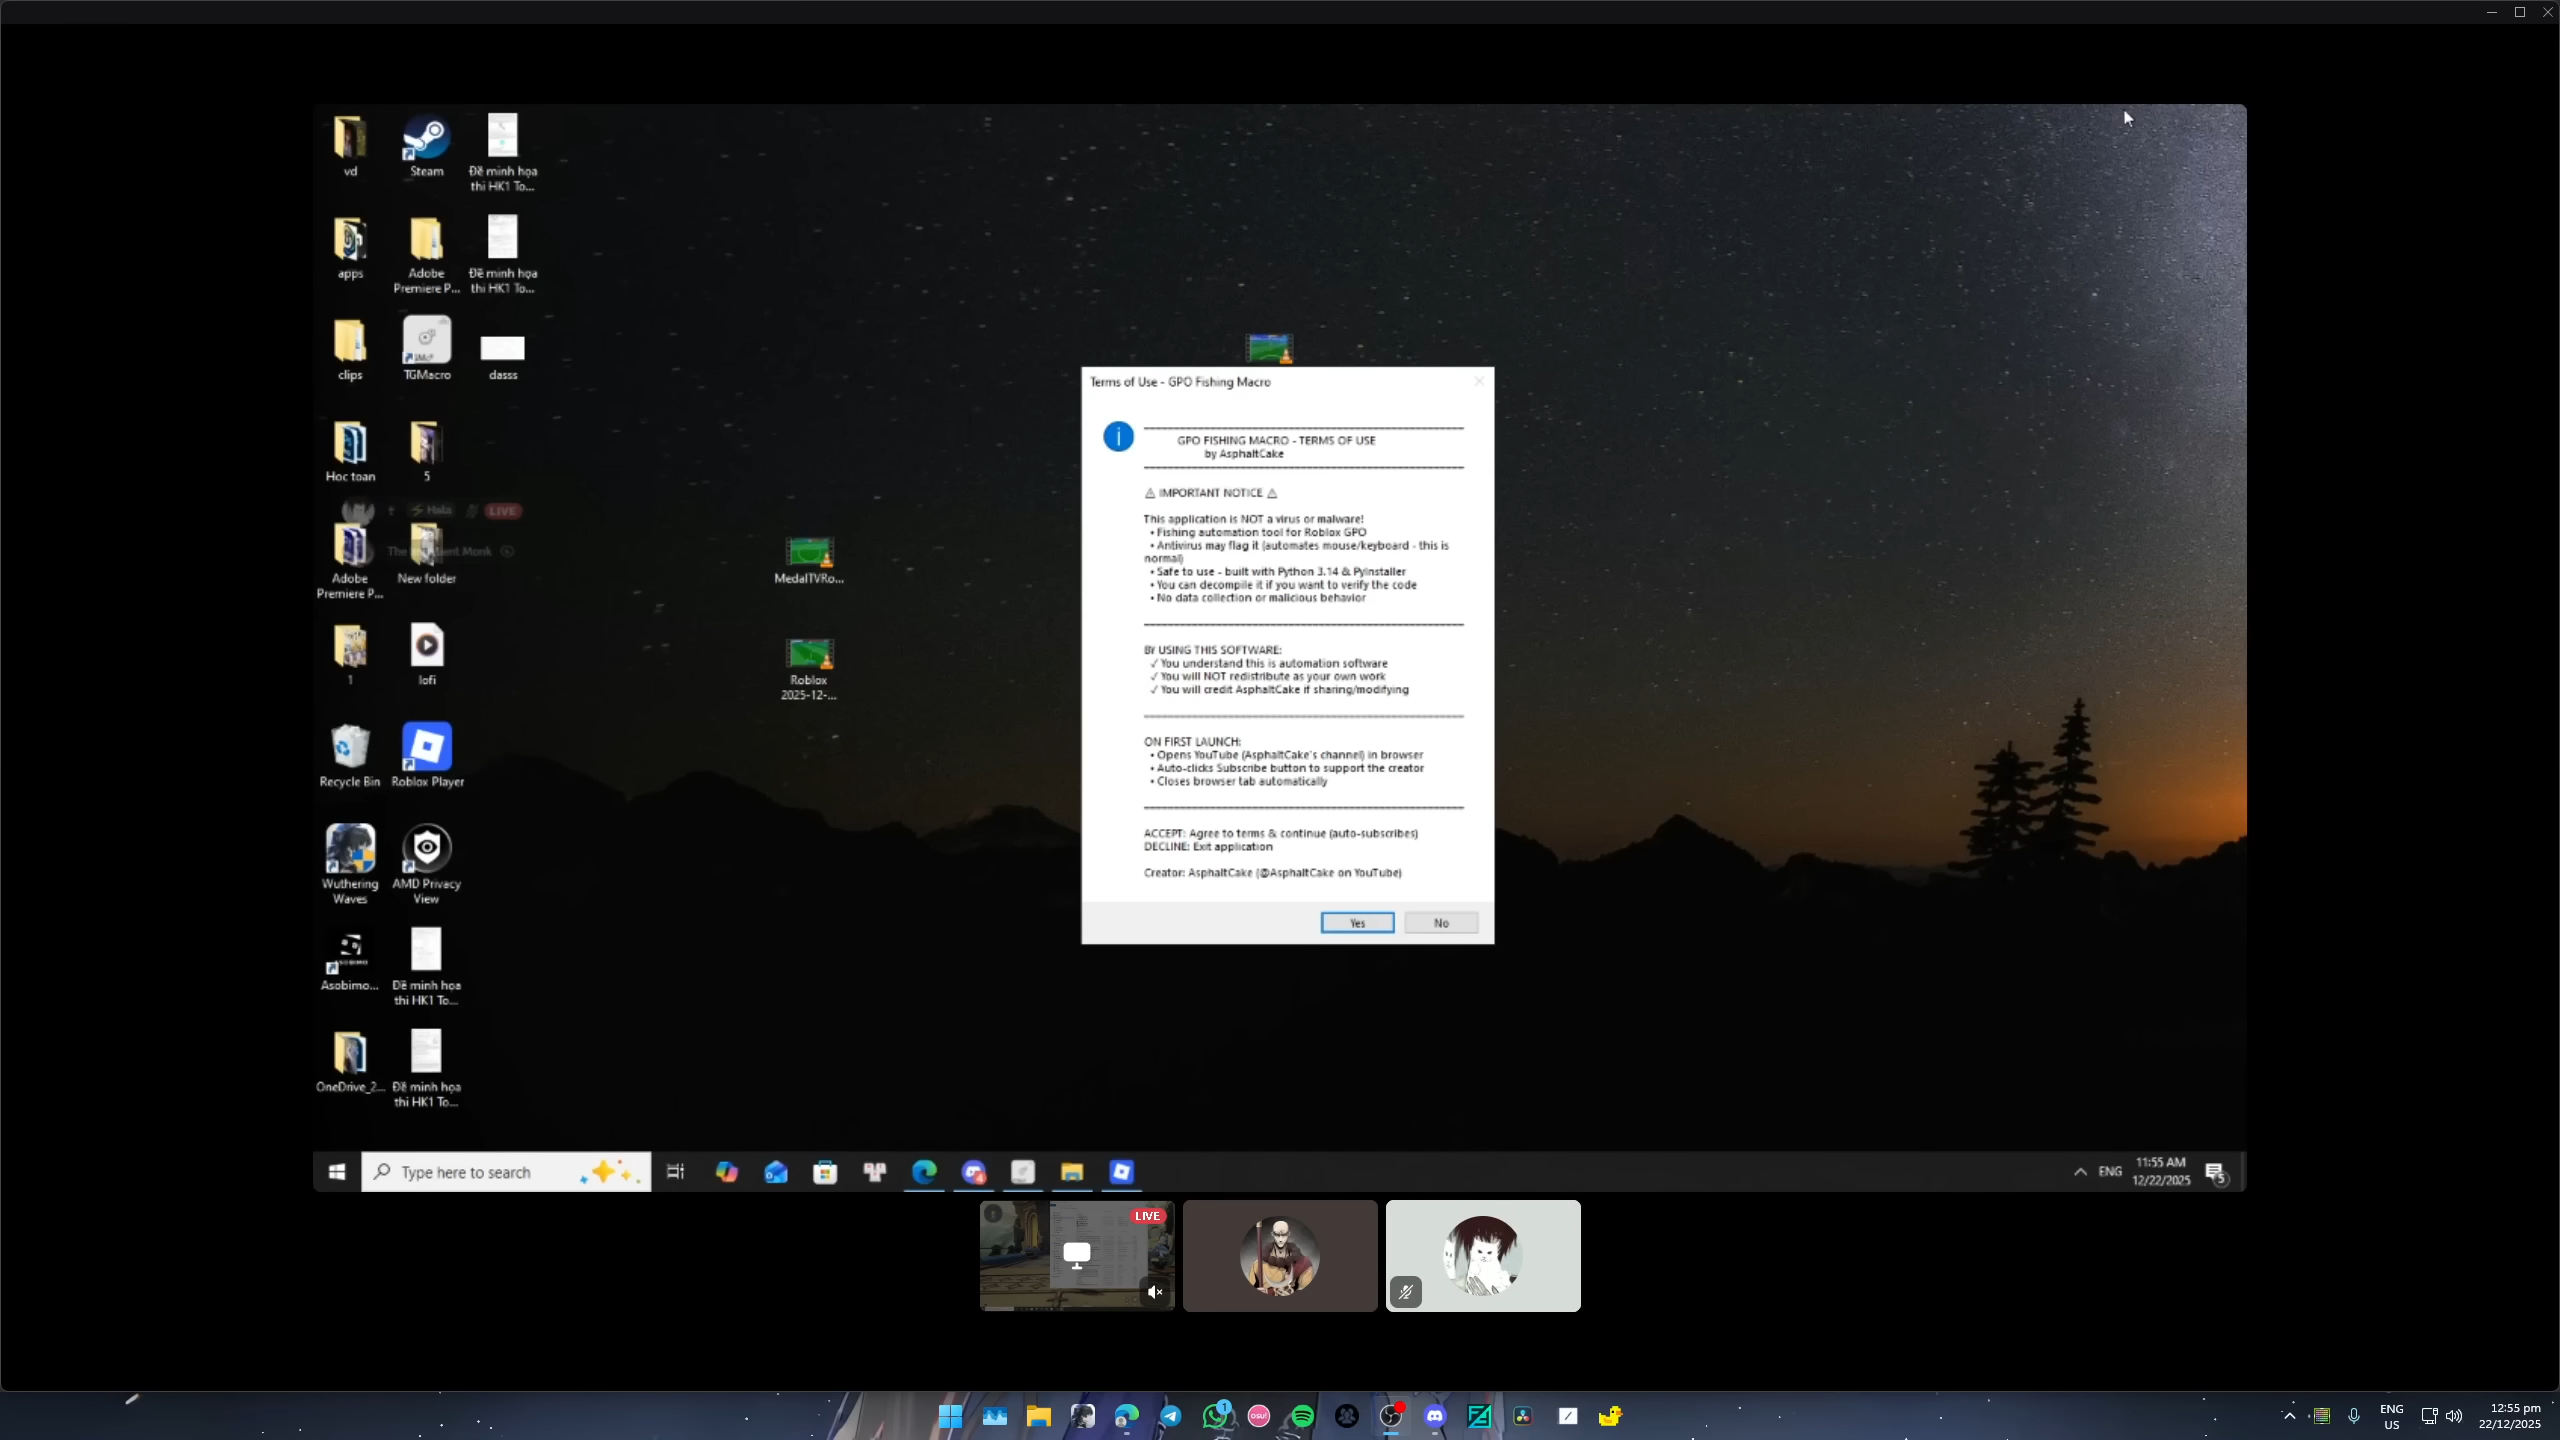 vd
Steam
Đề minh họa
thi HK1 To...
apps
Adobe
Premiere P...
Đề minh họa
thi HK1 To...
clips
TGMacro
dasss
Hoc toan
5
Hala
LIVE
Adobe
Premiere P...
New folder
1
lofi
Recycle Bin
Roblox Player
Wuthering
Waves
AMD Privacy
View
Asobimo...
Đề minh họa
thi HK1 To...
OneDrive_2...
Đề minh họa
thi HK1 To...
MedalTVRo...
Roblox
2025-12-...
Terms of Use - GPO Fishing Macro
GPO FISHING MACRO - TERMS OF USE
by AsphaltCake
⚠ IMPORTANT NOTICE ⚠
This application is NOT a virus or malware!
• Fishing automation tool for Roblox GPO
• Antivirus may flag it (automates mouse/keyboard - this is
normal)
• Safe to use - built with Python 3.14 & PyInstaller
• You can decompile it if you want to verify the code
• No data collection or malicious behavior
BY USING THIS SOFTWARE:
✓ You understand this is automation software
✓ You will NOT redistribute as your own work
✓ You will credit AsphaltCake if sharing/modifying
ON FIRST LAUNCH:
• Opens YouTube (AsphaltCake's channel) in browser
• Auto-clicks Subscribe button to support the creator
• Closes browser tab automatically
ACCEPT: Agree to terms & continue (auto-subscribes)
DECLINE: Exit application
Creator: AsphaltCake (@AsphaltCake on YouTube)
Yes
No
Type here to search
ENG
11:55 AM
12/22/2025
5
LIVE
1
osu!
ENG
US
12:55 pm
22/12/2025